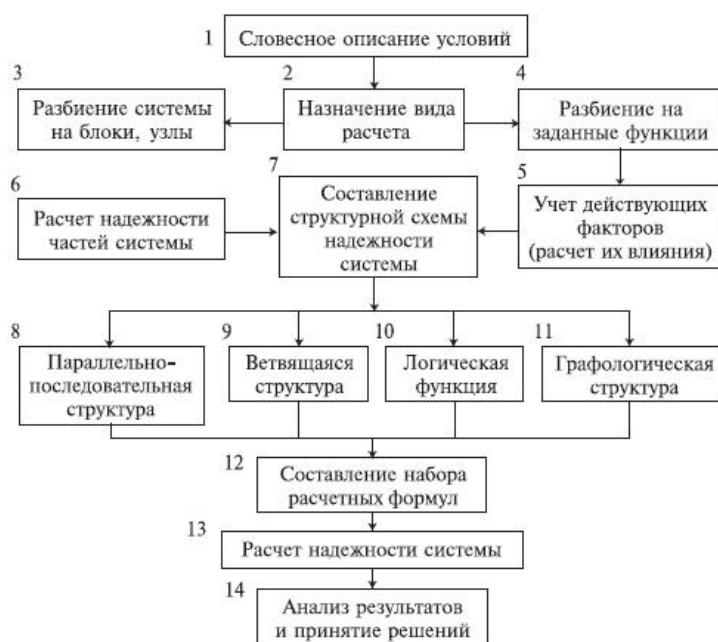 1
Словесное описание условий
3
Разбиение системы
на блоки, узлы
2
Назначение вида
расчета
4
Разбиение на
заданные функции
6
Расчет надежности
частей системы
7
Составление
структурной схемы
надежности
системы
5
Учет действующих
факторов
(расчет их влияния)
8
Параллельно-
последовательная
структура
9
Ветвящаяся
структура
10
Логическая
функция
11
Графологическая
структура
12
Составление набора
расчетных формул
13
Расчет надежности системы
14
Анализ результатов
и принятие решений